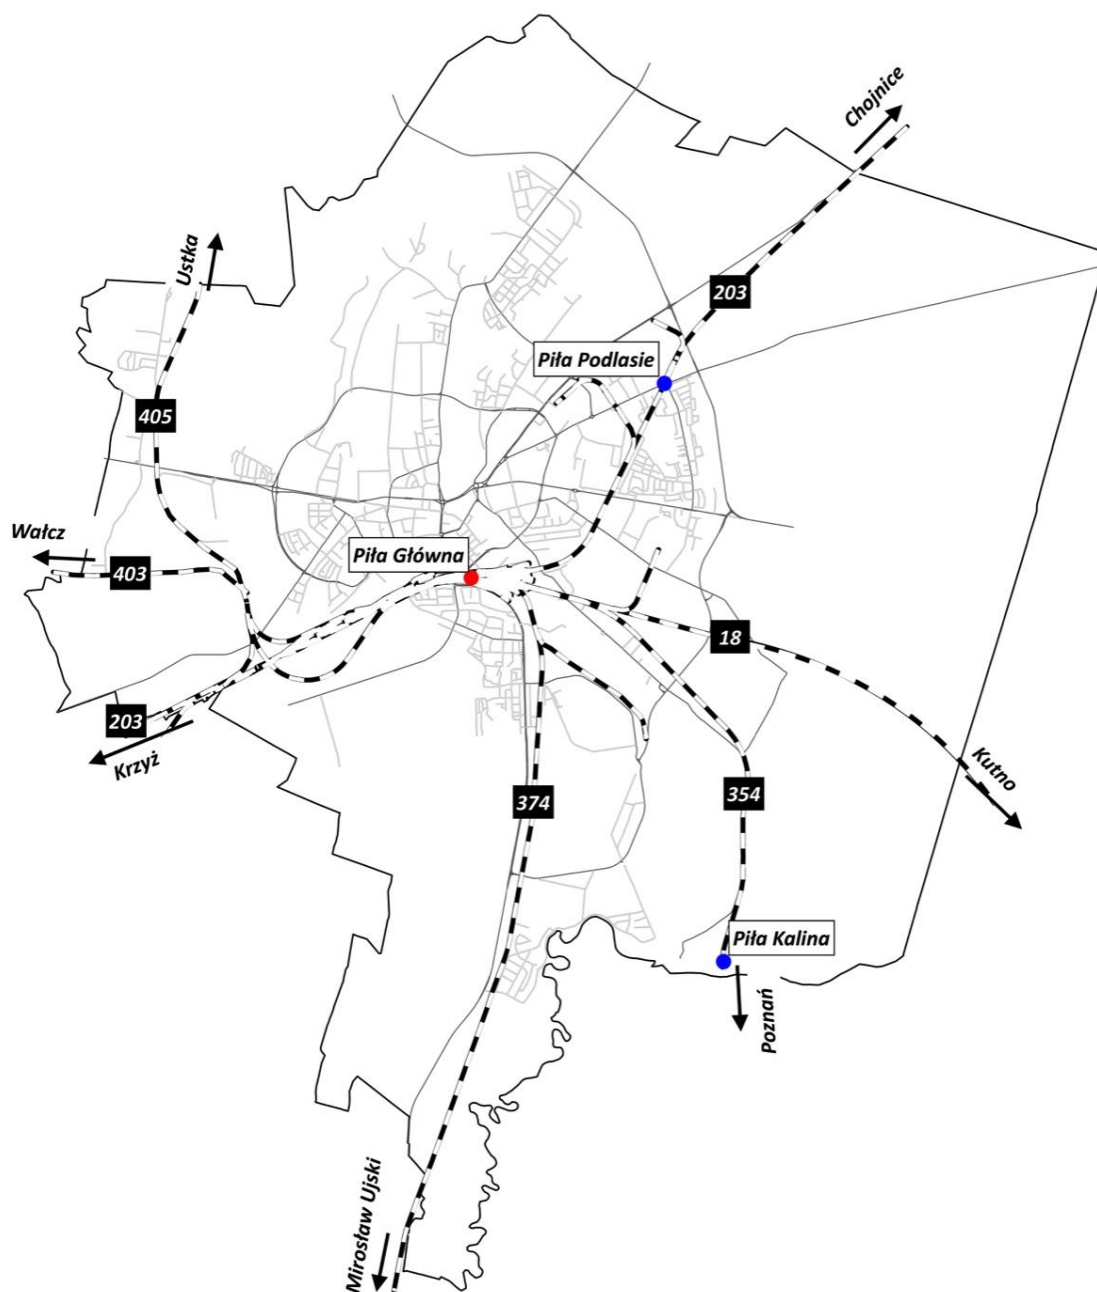 Chojnice
Ustka
203
Piła Podlasie
405
Wałcz
Piła Główna
403
18
203
Krzyż
Kutno
374
354
Piła Kalina
Poznań
Mirosław Ujski